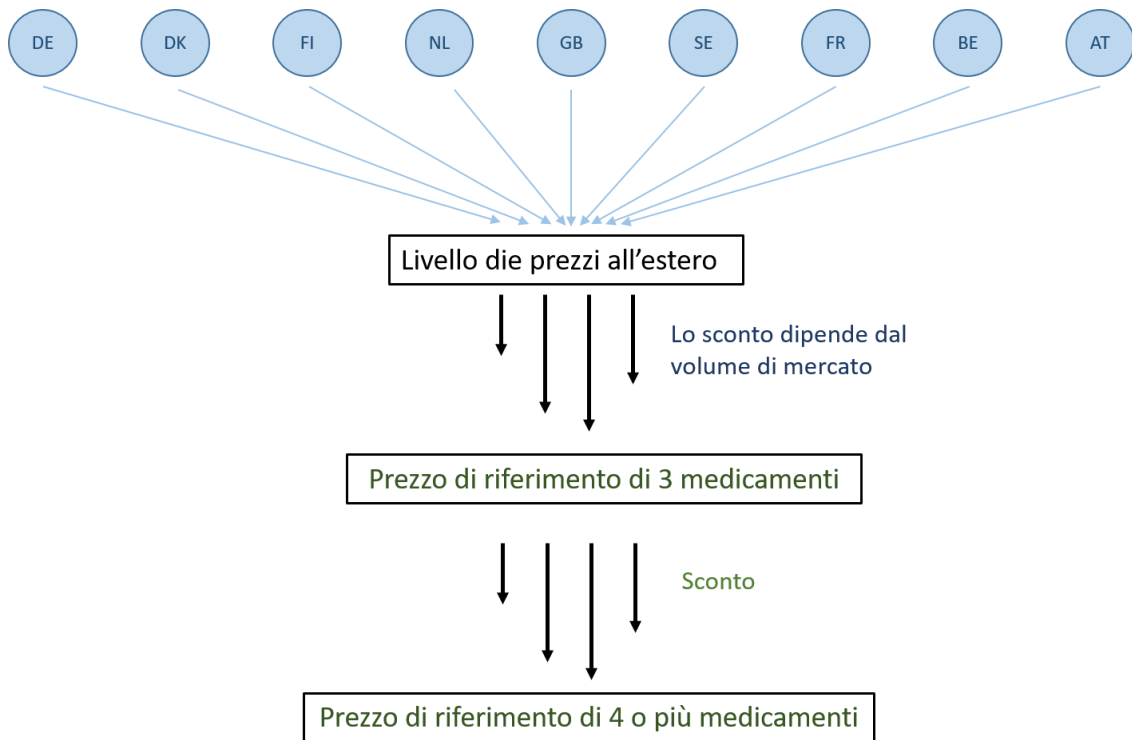 DE
DK
FI
NL
GB
SE
FR
BE
AT
Livello die prezzi all'estero
Lo sconto dipende dal
volume di mercato
Prezzo di riferimento di 3 medicamenti
Sconto
Prezzo di riferimento di 4 o più medicamenti